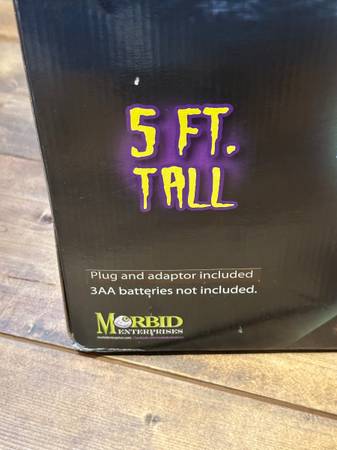 5 FT.
TALL
Plug and adaptor included
3AA batteries not included.
MORBID
ENTERPRISES